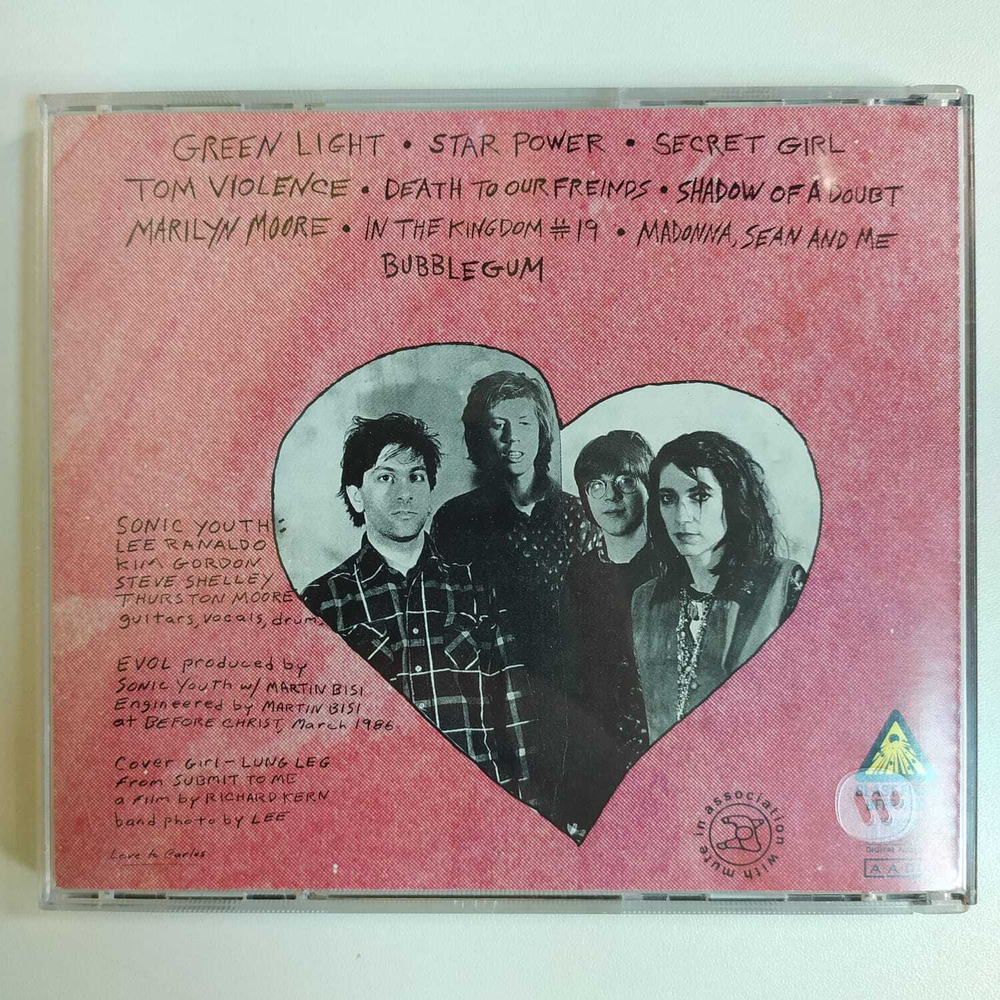 GREEN LIGHT • STAR POWER • SECRET GIRL
TOM VIOLENCE • DEATH TO OUR FREINDS • SHADOW OF A DOUBT
MARILYN MOORE • IN THE KINGDOM #19 • MADONNA, SEAN AND ME
BUBBLEGUM
SONIC YOUTH:
LEE RANALDO
KIM GORDON
STEVE SHELLEY
THURSTON MOORE
guitars, vocals, drums
EVOL produced by
SONIC YOUTH w/ MARTIN BISI
Engineered by MARTIN BISI
at BEFORE CHRIST, March 1986
Cover Girl - LUNG LEG
from SUBMIT TO ME
a film by RICHARD KERN
band photo by LEE
Love to Carlos
in association with mute
DIGITAL